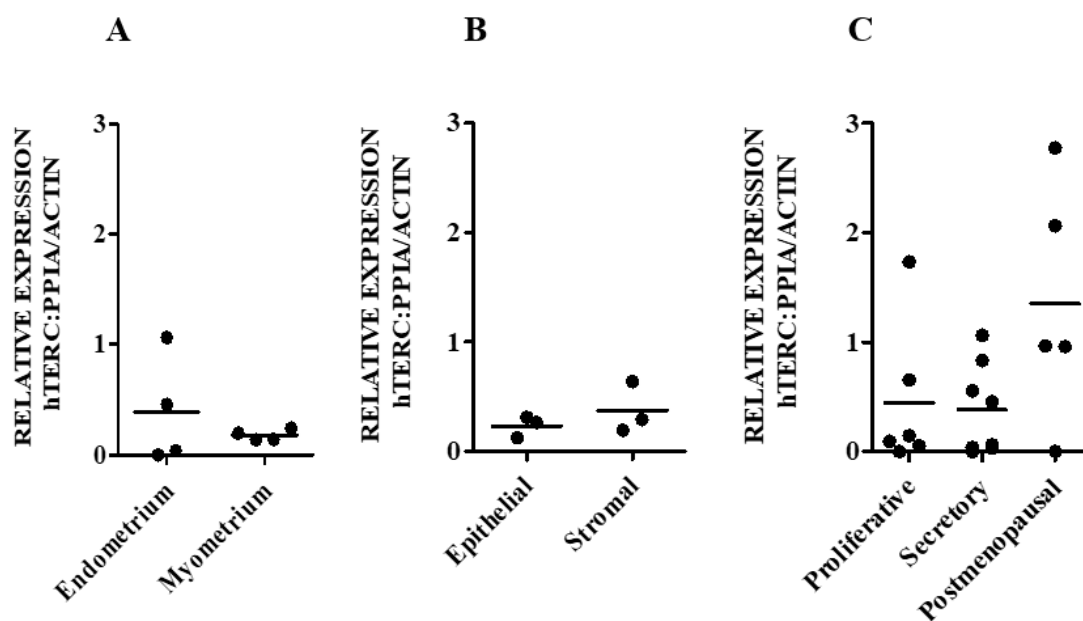 A
RELATIVE EXPRESSION
hTERC:PPIA/ACTIN
3
2
1
0
Endometrium
Myometrium
B
RELATIVE EXPRESSION
hTERC:PPIA/ACTIN
3
2
1
0
Epithelial
Stromal
C
RELATIVE EXPRESSION
hTERC:PPIA/ACTIN
3
2
1
0
Proliferative
Secretory
Postmenopausal